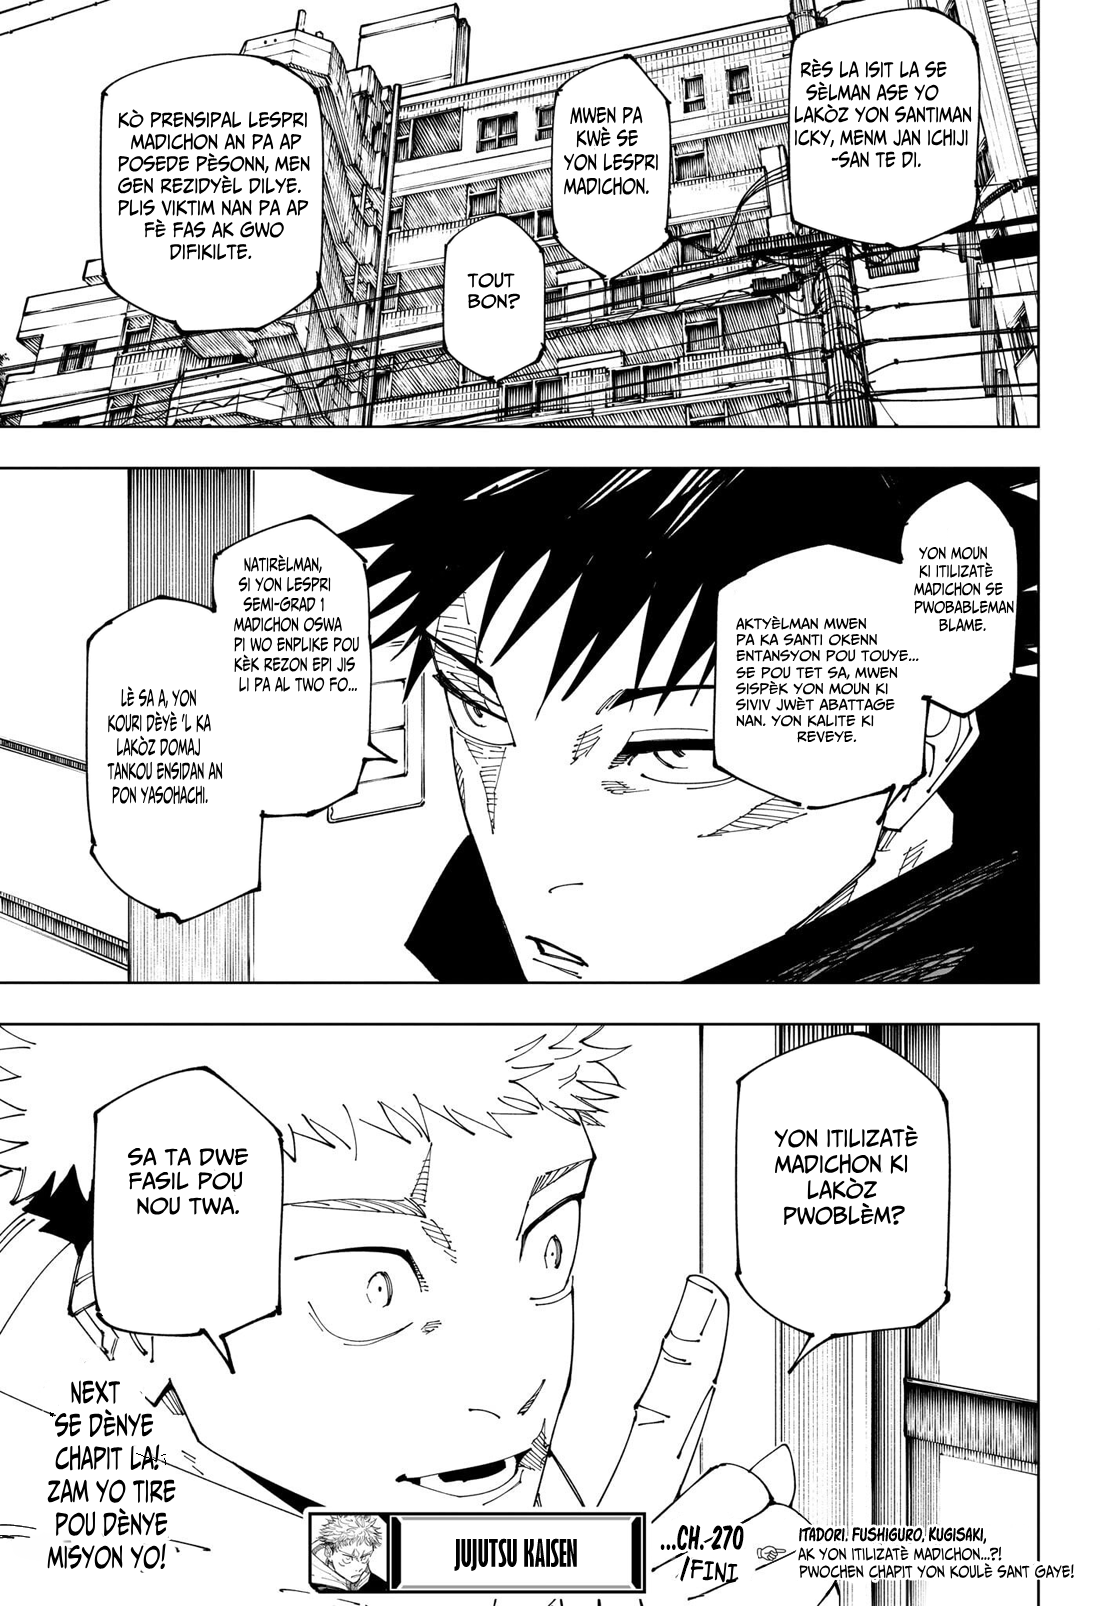 RÈS LA ISIT LA SE
SÈLMAN ASE YO
LAKÒZ YON SANTIMAN
ICKY, MENM JAN ICHIJI
-SAN TE DI.
MWEN PA
KWÈ SE
YON LESPRI
MADICHON.
TOUT
BON?
KÒ PRENSIPAL LESPRI
MADICHON AN PA AP
POSEDE PÈSONN, MEN
GEN REZIDYÈL DILYE.
PLIS VIKTIM NAN PA AP
FÈ FAS AK GWO
DIFIKILTE.
YON MOUN
KI ITILIZATÈ
MADICHON SE
PWOBABLEMAN
BLAME.
AKTYÈLMAN MWEN
PA KA SANTI OKENN
ENTANSYON POU TOUYE...
SE POU TET SA, MWEN
SISPÈK YON MOUN KI
SIVIV JWÈT ABATTAGE
NAN. YON KALITE KI
REVEYE.
NATIRÈLMAN,
SI YON LESPRI
SEMI-GRAD 1
MADICHON OSWA
PI WO ENPLIKE POU
KÈK REZON EPI JIS
LI PA AL TWO FO...
LÈ SA A, YON
KOURI DÈYÈ 'L KA
LAKÒZ DOMAJ
TANKOU ENSIDAN AN
PON YASOHACHI.
YON ITILIZATÈ
MADICHON KI
LAKÒZ
PWOBLÈM?
SA TA DWE
FASIL POU
NOU TWA.
NEXT
SE DÈNYE
CHAPIT LA!
ZAM YO TIRE
POU DÈNYE
MISYON YO!
JUJUTSU KAISEN
...CH. 270
/FINI
ITADORI. FUSHIGURO, KUGISAKI,
☞ AK YON ITILIZATÈ MADICHON...?!
PWOCHEN CHAPIT YON KOULÈ SANT GAYE!